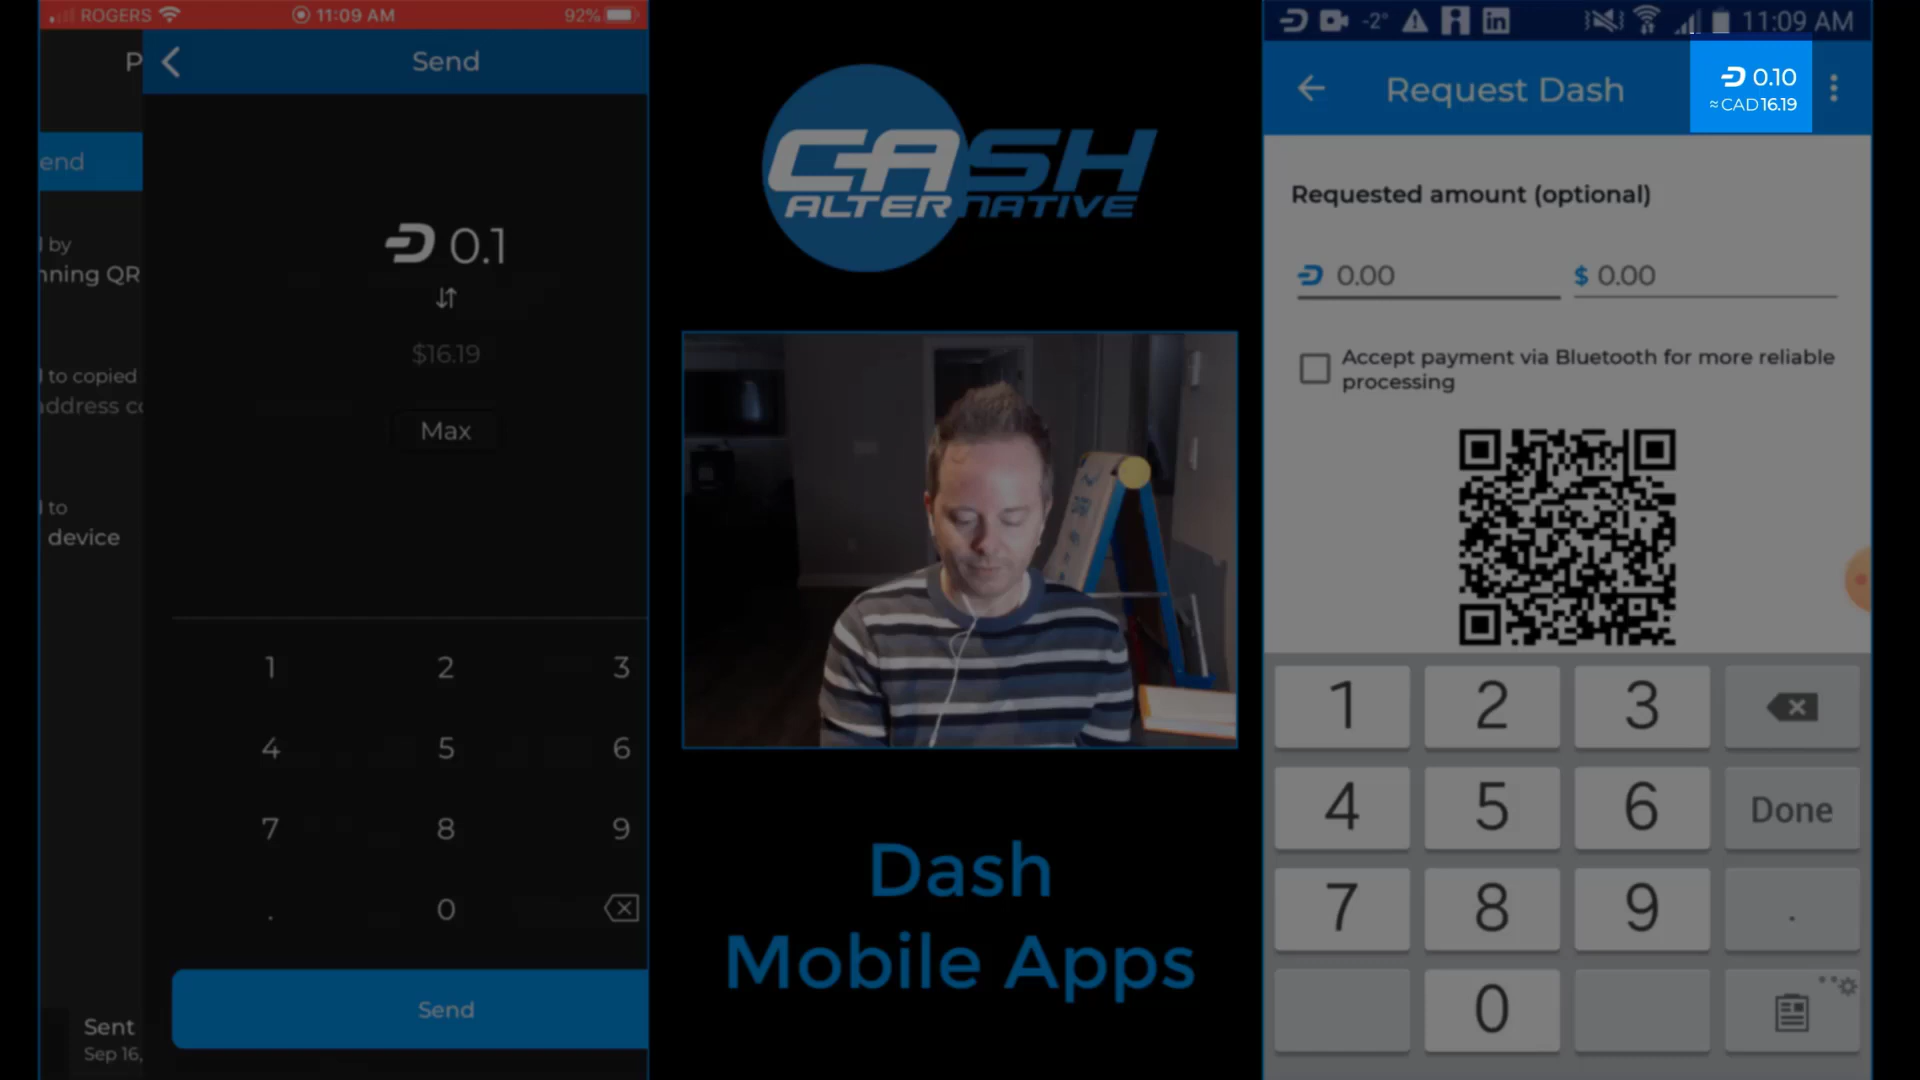 ROGERS
11:09 AM
92%
P
Send
end
0.1
$16.19
Max
l by
nning QR
l to copied
address co
l to
device
1 2 3
4 5 6
7 8 9
. 0
Send
Sent
Sep 16,
CASH
ALTERNATIVE
Dash
Mobile Apps
-2°
in
11:09 AM
Request Dash
0.10
≈CAD16.19
Requested amount (optional)
0.00
$ 0.00
Accept payment via Bluetooth for more reliable
processing
1 2 3
4 5 6 Done
7 8 9 .
0